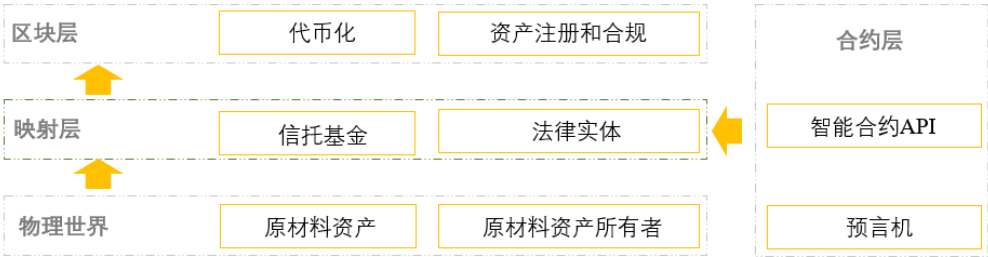 区块层
代币化
资产注册和合规
映射层
信托基金
法律实体
物理世界
原材料资产
原材料资产所有者
合约层
智能合约API
预言机